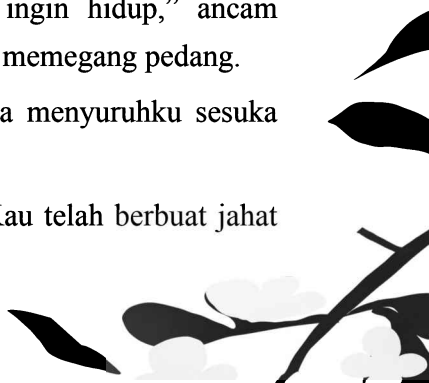 ingin hidup,” ancam
memegang pedang.
a menyuruhku sesuka
Kau telah berbuat jahat